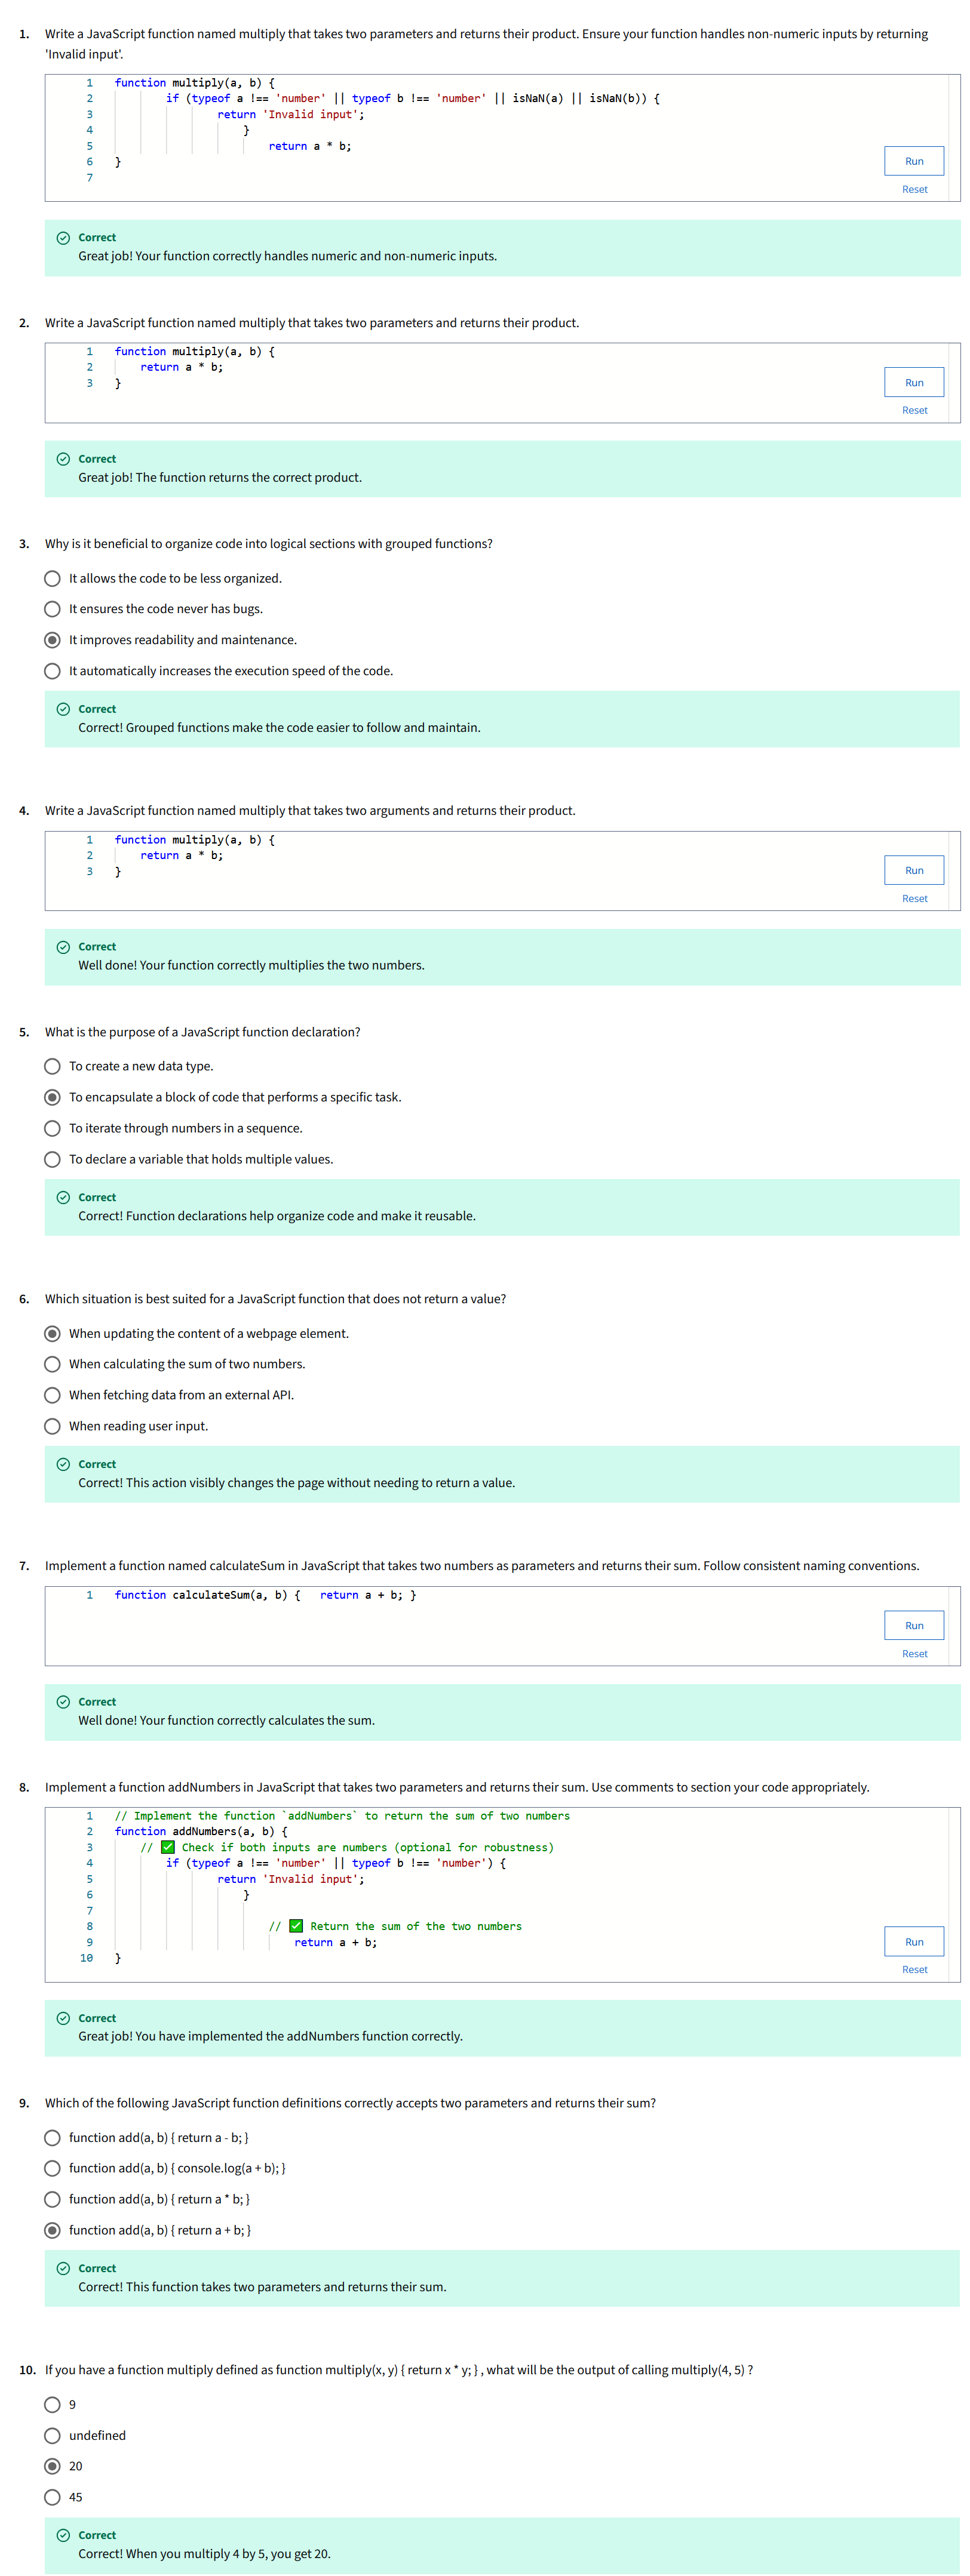 1. Write a JavaScript function named multiply that takes two parameters and returns their product. Ensure your function handles non-numeric inputs by returning
'Invalid input'.
1 function multiply(a, b) {
2 if (typeof a !== 'number' || typeof b !== 'number' || isNaN(a) || isNaN(b)) {
3 return 'Invalid input';
4 }
5 return a * b;
6 }
7
Run
Reset
Correct
Great job! Your function correctly handles numeric and non-numeric inputs.
2. Write a JavaScript function named multiply that takes two parameters and returns their product.
1 function multiply(a, b) {
2 return a * b;
3 }
Run
Reset
Correct
Great job! The function returns the correct product.
3. Why is it beneficial to organize code into logical sections with grouped functions?
It allows the code to be less organized.
It ensures the code never has bugs.
It improves readability and maintenance.
It automatically increases the execution speed of the code.
Correct
Correct! Grouped functions make the code easier to follow and maintain.
4. Write a JavaScript function named multiply that takes two arguments and returns their product.
1 function multiply(a, b) {
2 return a * b;
3 }
Run
Reset
Correct
Well done! Your function correctly multiplies the two numbers.
5. What is the purpose of a JavaScript function declaration?
To create a new data type.
To encapsulate a block of code that performs a specific task.
To iterate through numbers in a sequence.
To declare a variable that holds multiple values.
Correct
Correct! Function declarations help organize code and make it reusable.
6. Which situation is best suited for a JavaScript function that does not return a value?
When updating the content of a webpage element.
When calculating the sum of two numbers.
When fetching data from an external API.
When reading user input.
Correct
Correct! This action visibly changes the page without needing to return a value.
7. Implement a function named calculateSum in JavaScript that takes two numbers as parameters and returns their sum. Follow consistent naming conventions.
1 function calculateSum(a, b) { return a + b; }
Run
Reset
Correct
Well done! Your function correctly calculates the sum.
8. Implement a function addNumbers in JavaScript that takes two parameters and returns their sum. Use comments to section your code appropriately.
1 // Implement the function `addNumbers` to return the sum of two numbers
2 function addNumbers(a, b) {
3 // ✅ Check if both inputs are numbers (optional for robustness)
4 if (typeof a !== 'number' || typeof b !== 'number') {
5 return 'Invalid input';
6 }
7
8 // ✅ Return the sum of the two numbers
9 return a + b;
10 }
Run
Reset
Correct
Great job! You have implemented the addNumbers function correctly.
9. Which of the following JavaScript function definitions correctly accepts two parameters and returns their sum?
function add(a, b) { return a - b; }
function add(a, b) { console.log(a + b); }
function add(a, b) { return a * b; }
function add(a, b) { return a + b; }
Correct
Correct! This function takes two parameters and returns their sum.
10. If you have a function multiply defined as function multiply(x, y) { return x * y; } , what will be the output of calling multiply(4, 5) ?
9
undefined
20
45
Correct
Correct! When you multiply 4 by 5, you get 20.